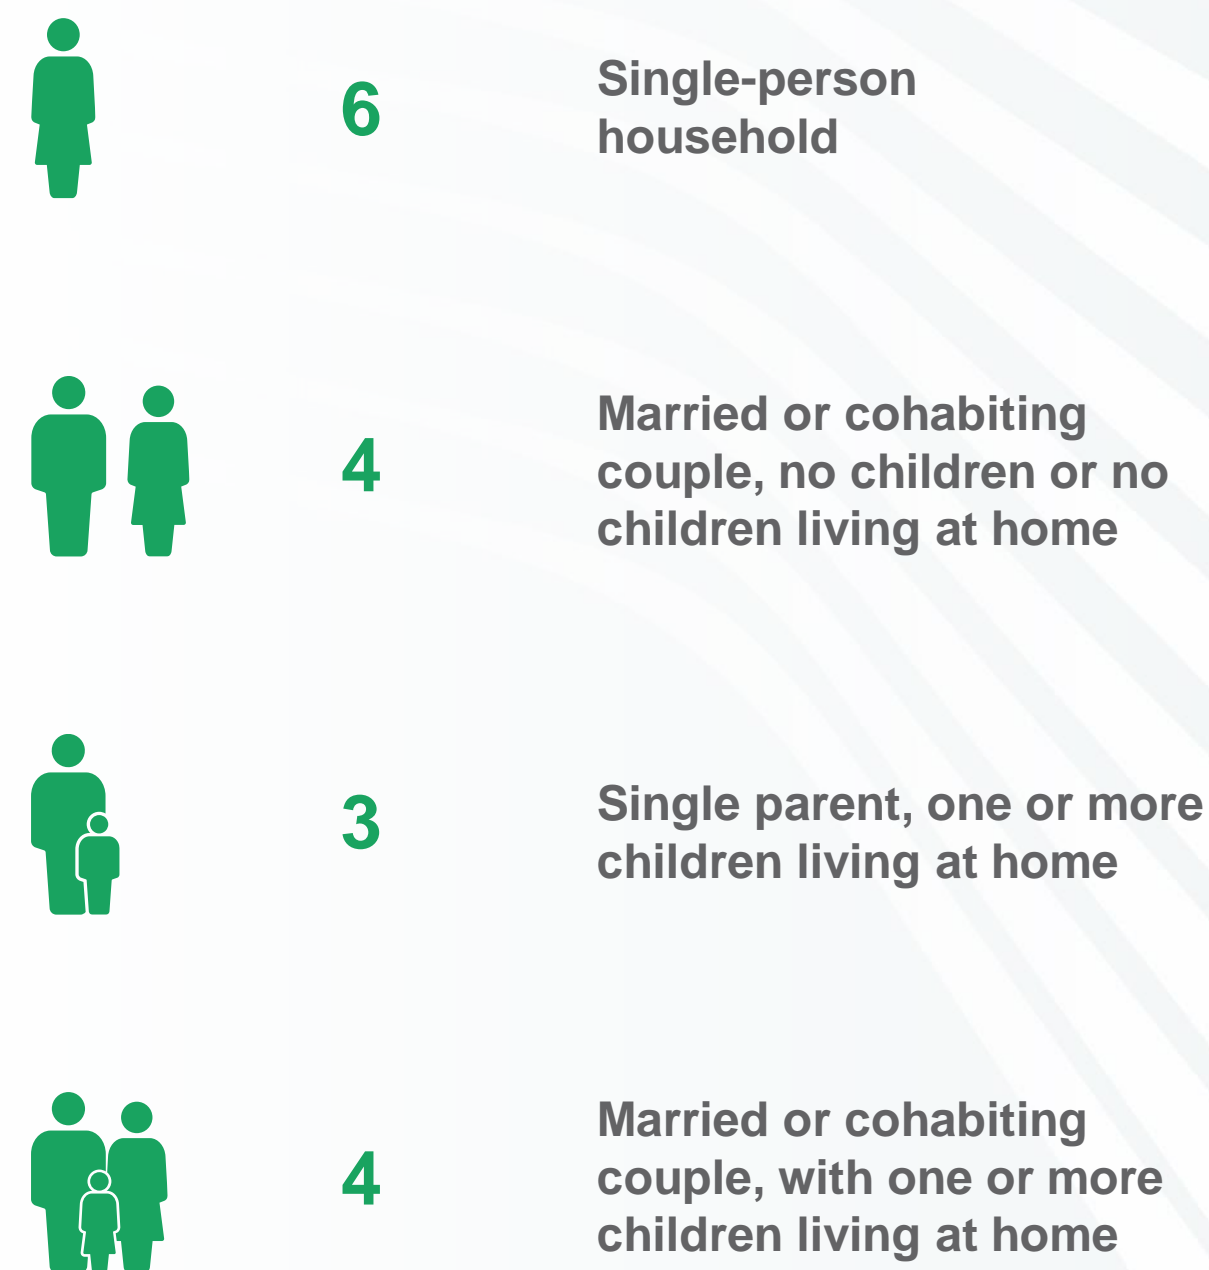 6
Single-person
household
4
Married or cohabiting
couple, no children or no
children living at home
3
Single parent, one or more
children living at home
4
Married or cohabiting
couple, with one or more
children living at home